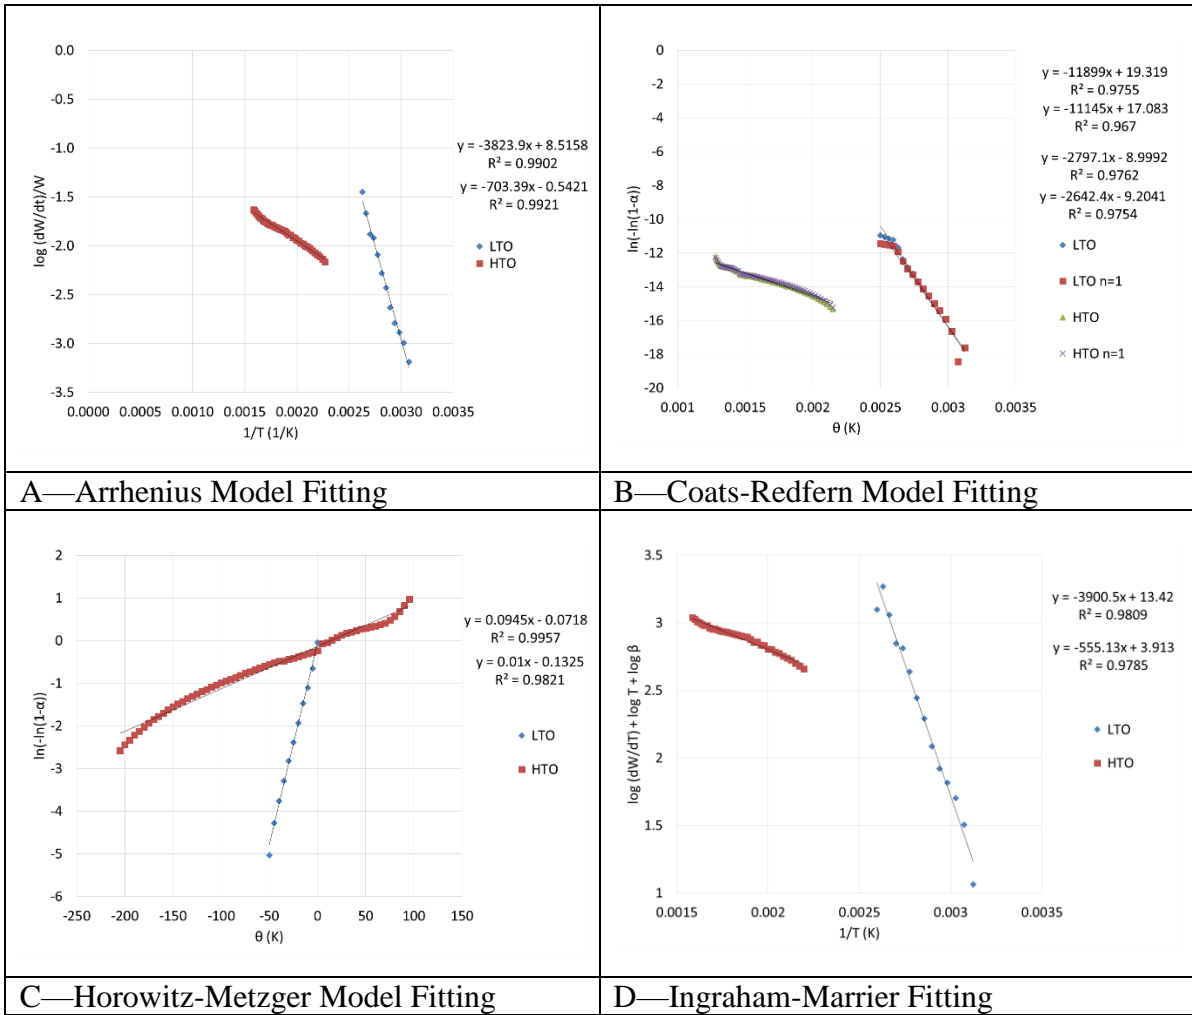 0.0
-0.5
-1.0
-1.5
-2.0
-2.5
-3.0
-3.5
log (dW/dt)/W
0.0000 0.0005 0.0010 0.0015 0.0020 0.0025 0.0030 0.0035
1/T (1/K)
y = -3823.9x + 8.5158
R² = 0.9902
y = -703.39x - 0.5421
R² = 0.9921
LTO
HTO
A—Arrhenius Model Fitting
0
-2
-4
-6
-8
-10
-12
-14
-16
-18
-20
ln(-ln(1-α))
0.001 0.0015 0.002 0.0025 0.003 0.0035
θ (K)
y = -11899x + 19.319
R² = 0.9755
y = -11145x + 17.083
R² = 0.967
y = -2797.1x - 8.9992
R² = 0.9762
y = -2642.4x - 9.2041
R² = 0.9754
LTO
LTO n=1
HTO
HTO n=1
B—Coats-Redfern Model Fitting
2
1
0
-1
-2
-3
-4
-5
-6
ln(-ln(1-α))
-250 -200 -150 -100 -50 0 50 100 150
θ (K)
y = 0.0945x - 0.0718
R² = 0.9957
y = 0.01x - 0.1325
R² = 0.9821
LTO
HTO
C—Horowitz-Metzger Model Fitting
3.5
3
2.5
2
1.5
1
log (dW/dT) + log T + log β
0.0015 0.002 0.0025 0.003 0.0035
1/T (K)
y = -3900.5x + 13.42
R² = 0.9809
y = -555.13x + 3.913
R² = 0.9785
LTO
HTO
D—Ingraham-Marrier Fitting